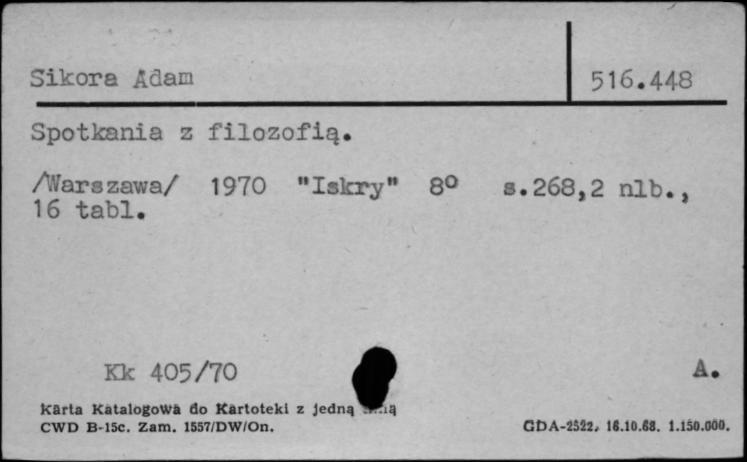 Sikora Adam
516.448
Spotkania z filozofią.
/Warszawa/ 1970 "Iskry" 8º s.268,2 nlb.,
16 tabl.
Kk 405/70
A.
Karta Katalogowa do Kartoteki z jedną
CWD B-15c. Zam. 1557/DW/On.
GDA-2522. 16.10.68. 1.150.000.